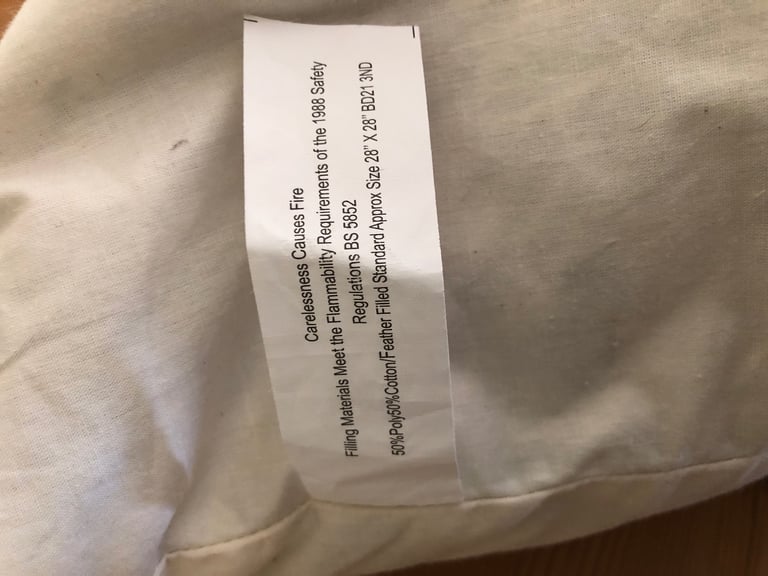 Carelessness Causes Fire
Filling Materials Meet the Flammability Requirements of the 1988 Safety
Regulations BS 5852
50%Poly50%Cotton/Feather Filled Standard Approx Size 28" X 28" BD21 3ND